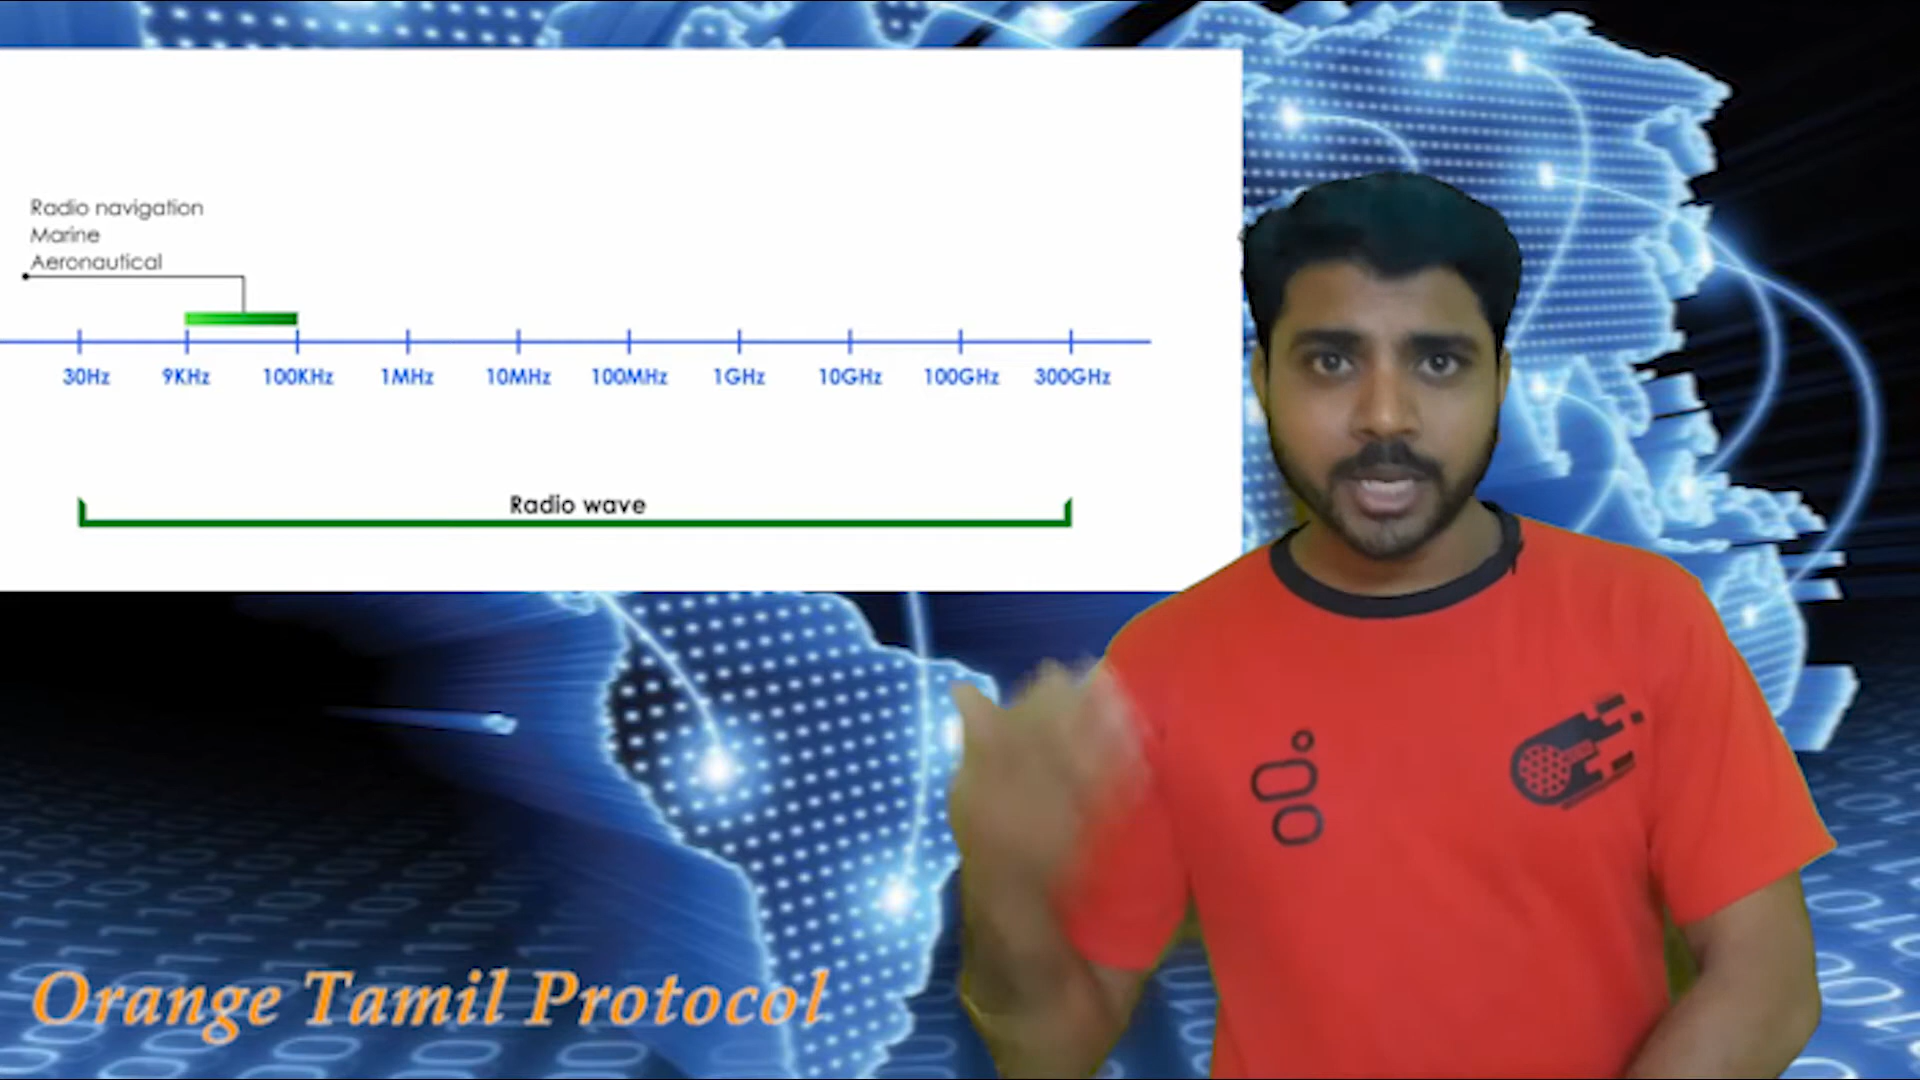 Radio navigation
Marine
Aeronautical
30Hz 9KHz 100KHz 1MHz 10MHz 100MHz 1GHz 10GHz 100GHz 300GHz
Radio wave
Orange Tamil Protocol